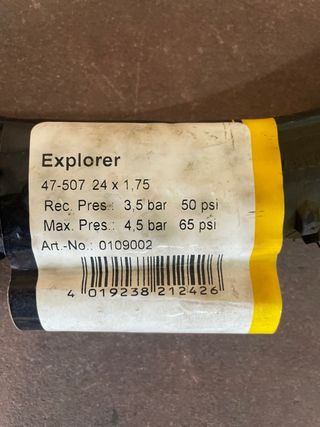 Explorer
47-507 24 x 1,75
Rec. Pres.: 3,5 bar 50 psi
Max. Pres.: 4,5 bar 65 psi
Art.-No.: 0109002
4 019238 212426